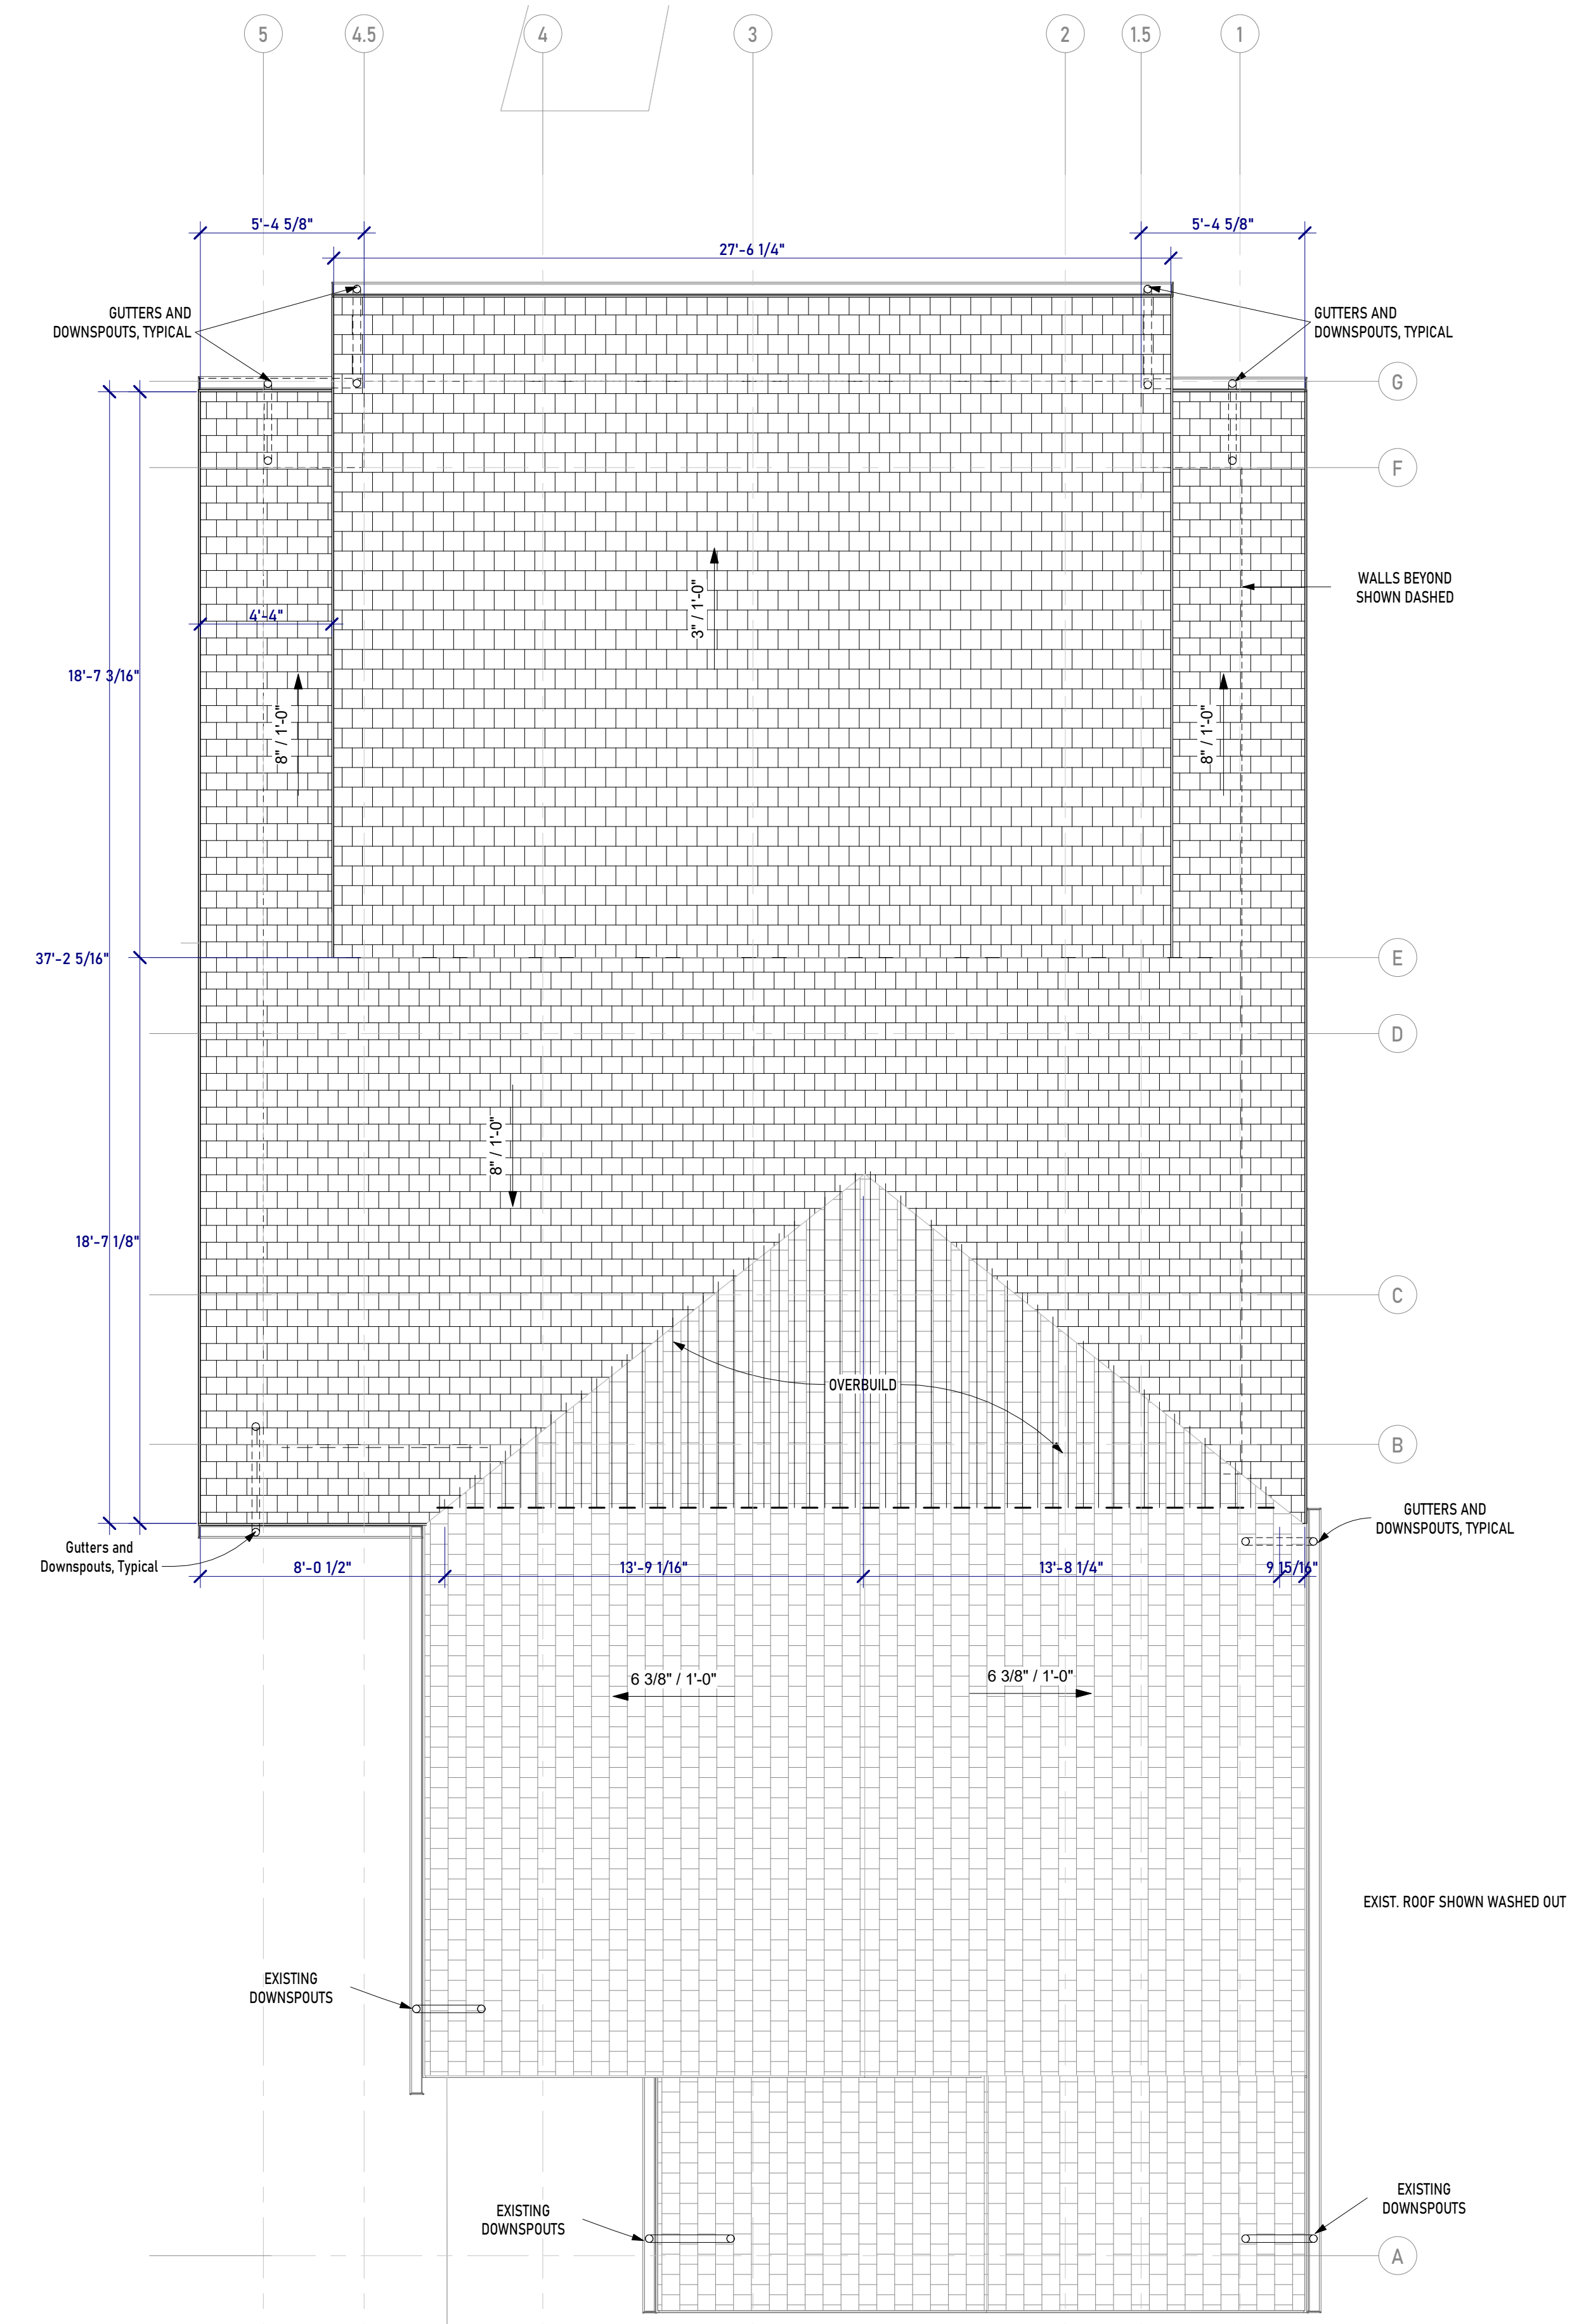 5
4.5
4
3
2
1.5
1
5'-4 5/8"
5'-4 5/8"
27'-6 1/4"
GUTTERS AND
DOWNSPOUTS, TYPICAL
GUTTERS AND
DOWNSPOUTS, TYPICAL
G
F
WALLS BEYOND
SHOWN DASHED
3" / 1'-0"
4'-4"
18'-7 3/16"
8" / 1'-0"
8" / 1'-0"
37'-2 5/16"
E
D
8" / 1'-0"
18'-7 1/8"
C
OVERBUILD
B
GUTTERS AND
DOWNSPOUTS, TYPICAL
Gutters and
Downspouts, Typical
8'-0 1/2"
13'-9 1/16"
13'-8 1/4"
9 15/16"
6 3/8" / 1'-0"
6 3/8" / 1'-0"
EXIST. ROOF SHOWN WASHED OUT
EXISTING
DOWNSPOUTS
EXISTING
DOWNSPOUTS
EXISTING
DOWNSPOUTS
A